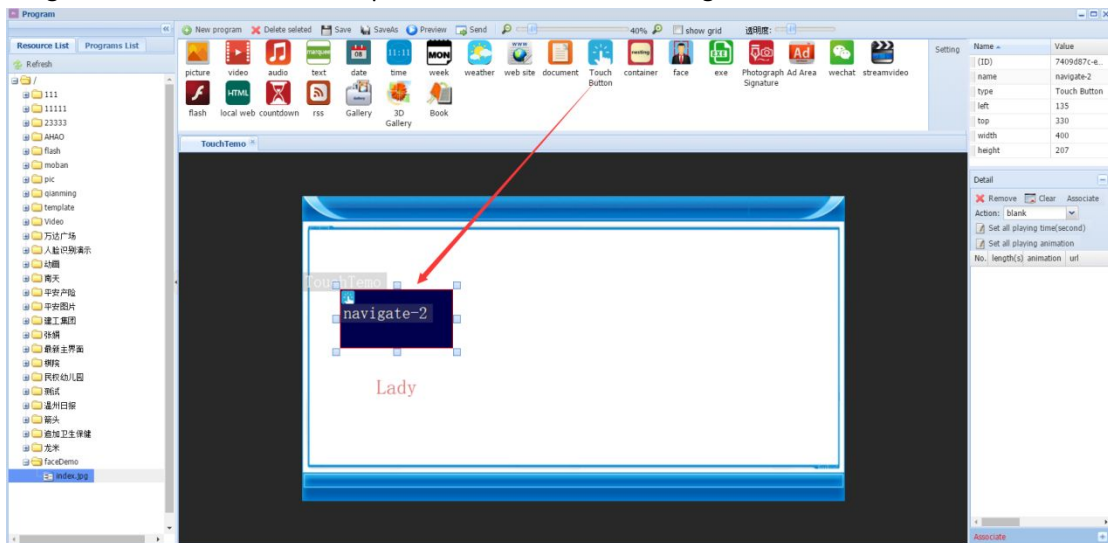 Program
Resource List Programs List
Refresh
/
111
11111
23333
AHAO
flash
moban
pic
qianming
template
Video
万达广场
人脸识别演示
动画
南天
平安产险
平安图片
建工集团
张娟
最新主界面
棋院
民权幼儿园
测试
温州日报
箭头
追加卫生保健
龙米
faceDemo
index.jpg
New program Delete seleted Save SaveAs Preview Send 40% show grid 透明度:
picture video audio text date time week weather web site document Touch Button container face exe Photograph Signature Ad Area wechat streamvideo
flash local web countdown rss Gallery 3D Gallery Book
Setting
TouchTemo
TouchTemo
navigate-2
Lady
Name Value
(ID) 7409d87c-e...
name navigate-2
type Touch Button
left 135
top 330
width 400
height 207
Detail
Remove Clear Associate
Action: blank
Set all playing time(second)
Set all playing animation
No. length(s) animation url
Associate